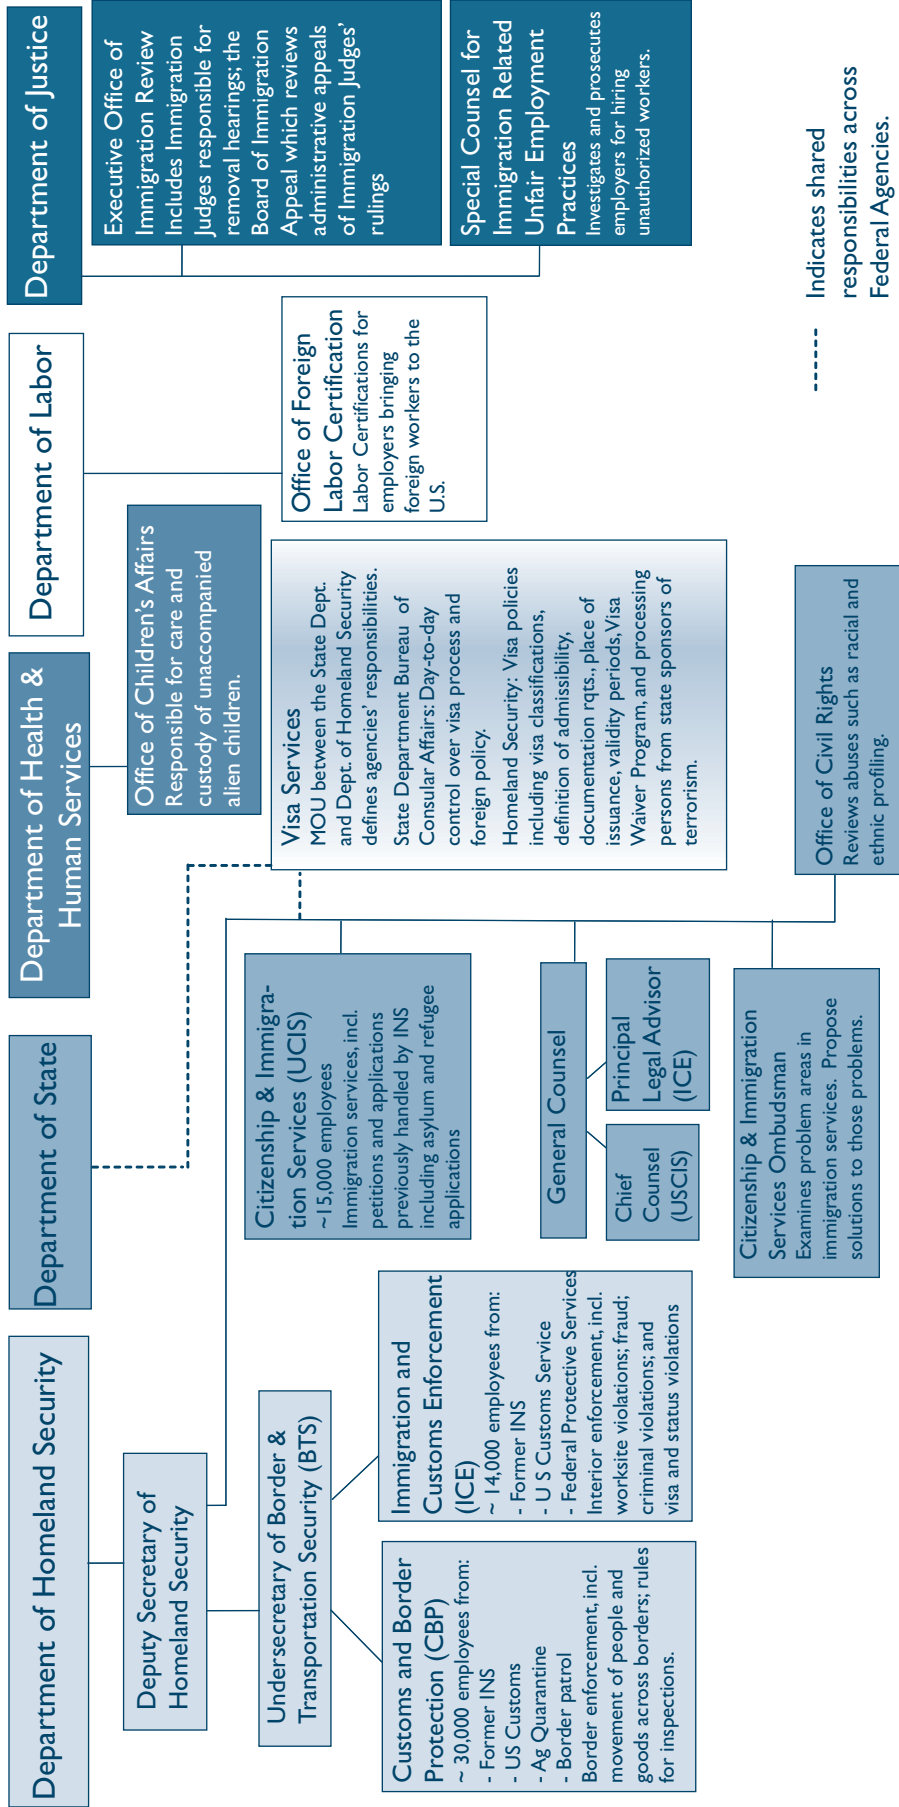 Department of Homeland Security
Deputy Secretary of
Homeland Security
Undersecretary of Border &
Transportation Security (BTS)
Customs and Border
Protection (CBP)
~ 30,000 employees from:
- Former INS
- US Customs
- Ag Quarantine
- Border patrol
Border enforcement, incl.
movement of people and
goods across borders; rules
for inspections.
Immigration and
Customs Enforcement
(ICE)
~ 14,000 employees from:
- Former INS
- U S Customs Service
- Federal Protective Services
Interior enforcement, incl.
worksite violations; fraud;
criminal violations; and
visa and status violations
Department of State
Citizenship & Immigra-
tion Services (UCIS)
~15,000 employees
Immigration services, incl.
petitions and applications
previously handled by INS
including asylum and refugee
applications
General Counsel
Chief
Counsel
(USCIS)
Principal
Legal Advisor
(ICE)
Citizenship & Immigration
Services Ombudsman
Examines problem areas in
immigration services. Propose
solutions to those problems.
Department of Health &
Human Services
Office of Children's Affairs
Responsible for care and
custody of unaccompanied
alien children.
Visa Services
MOU between the State Dept.
and Dept. of Homeland Security
defines agencies' responsibilities.
State Department Bureau of
Consular Affairs: Day-to-day
control over visa process and
foreign policy.
Homeland Security: Visa policies
including visa classifications,
definition of admissibility,
documentation rqts., place of
issuance, validity periods, Visa
Waiver Program, and processing
persons from state sponsors of
terrorism.
Office of Civil Rights
Reviews abuses such as racial and
ethnic profiling.
Department of Labor
Office of Foreign
Labor Certification
Labor Certifications for
employers bringing
foreign workers to the
U.S.
Department of Justice
Executive Office of
Immigration Review
Includes Immigration
Judges responsible for
removal hearings; the
Board of Immigration
Appeal which reviews
administrative appeals
of Immigration Judges'
rulings
Special Counsel for
Immigration Related
Unfair Employment
Practices
Investigates and prosecutes
employers for hiring
unauthorized workers.
Indicates shared
responsibilities across
Federal Agencies.